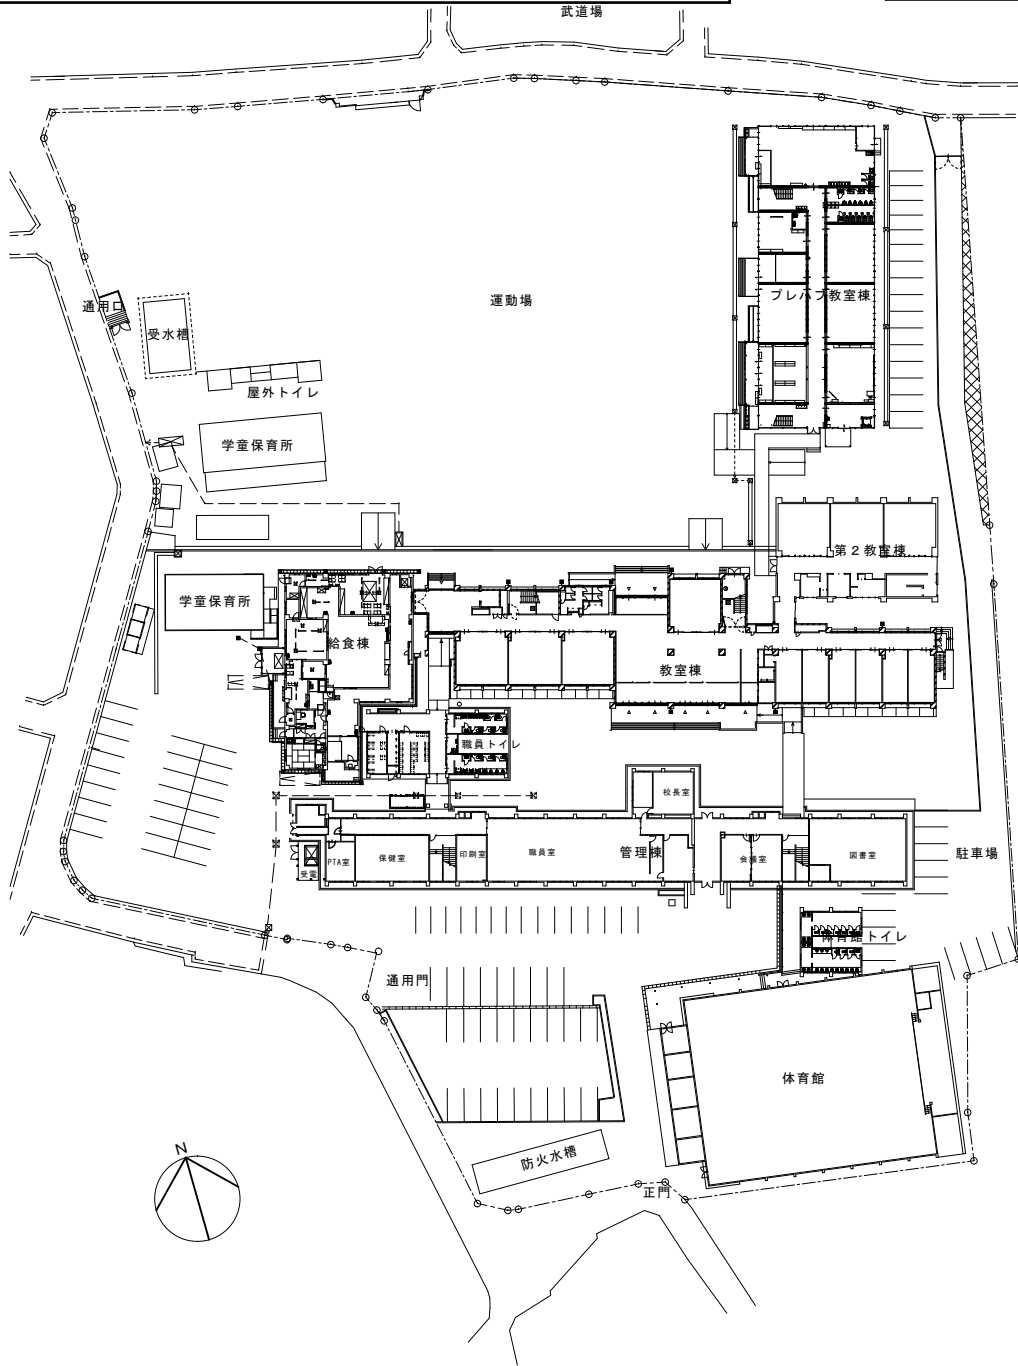 武道場
運動場
プレハブ教室棟
通用口
受水槽
屋外トイレ
学童保育所
第２教室棟
学童保育所
給食棟
教室棟
職員トイレ
校長室
PTA室
保健室
印刷室
職員室
管理棟
会議室
図書室
駐車場
受電
体育館トイレ
通用門
体育館
防火水槽
正門
N